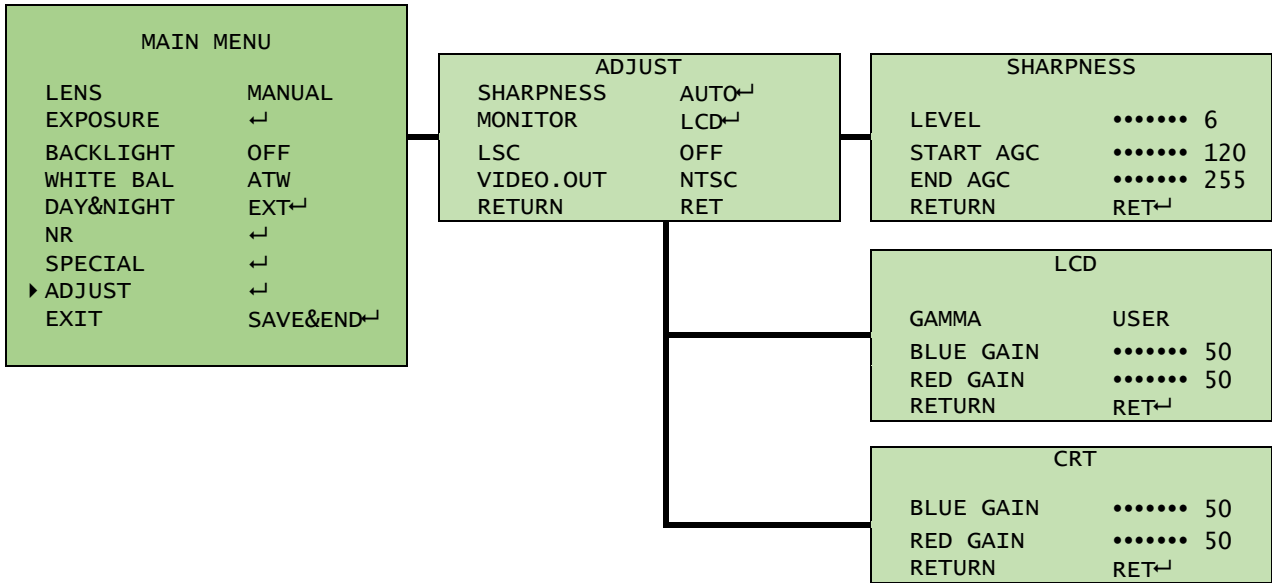 MAIN MENU
LENS MANUAL
EXPOSURE ↵
BACKLIGHT OFF
WHITE BAL ATW
DAY&NIGHT EXT↵
NR ↵
SPECIAL ↵
▸ADJUST ↵
EXIT SAVE&END↵
ADJUST
SHARPNESS AUTO↵
MONITOR LCD↵
LSC OFF
VIDEO.OUT NTSC
RETURN RET
SHARPNESS
LEVEL ••••••• 6
START AGC ••••••• 120
END AGC ••••••• 255
RETURN RET↵
LCD
GAMMA USER
BLUE GAIN ••••••• 50
RED GAIN ••••••• 50
RETURN RET↵
CRT
BLUE GAIN ••••••• 50
RED GAIN ••••••• 50
RETURN RET↵